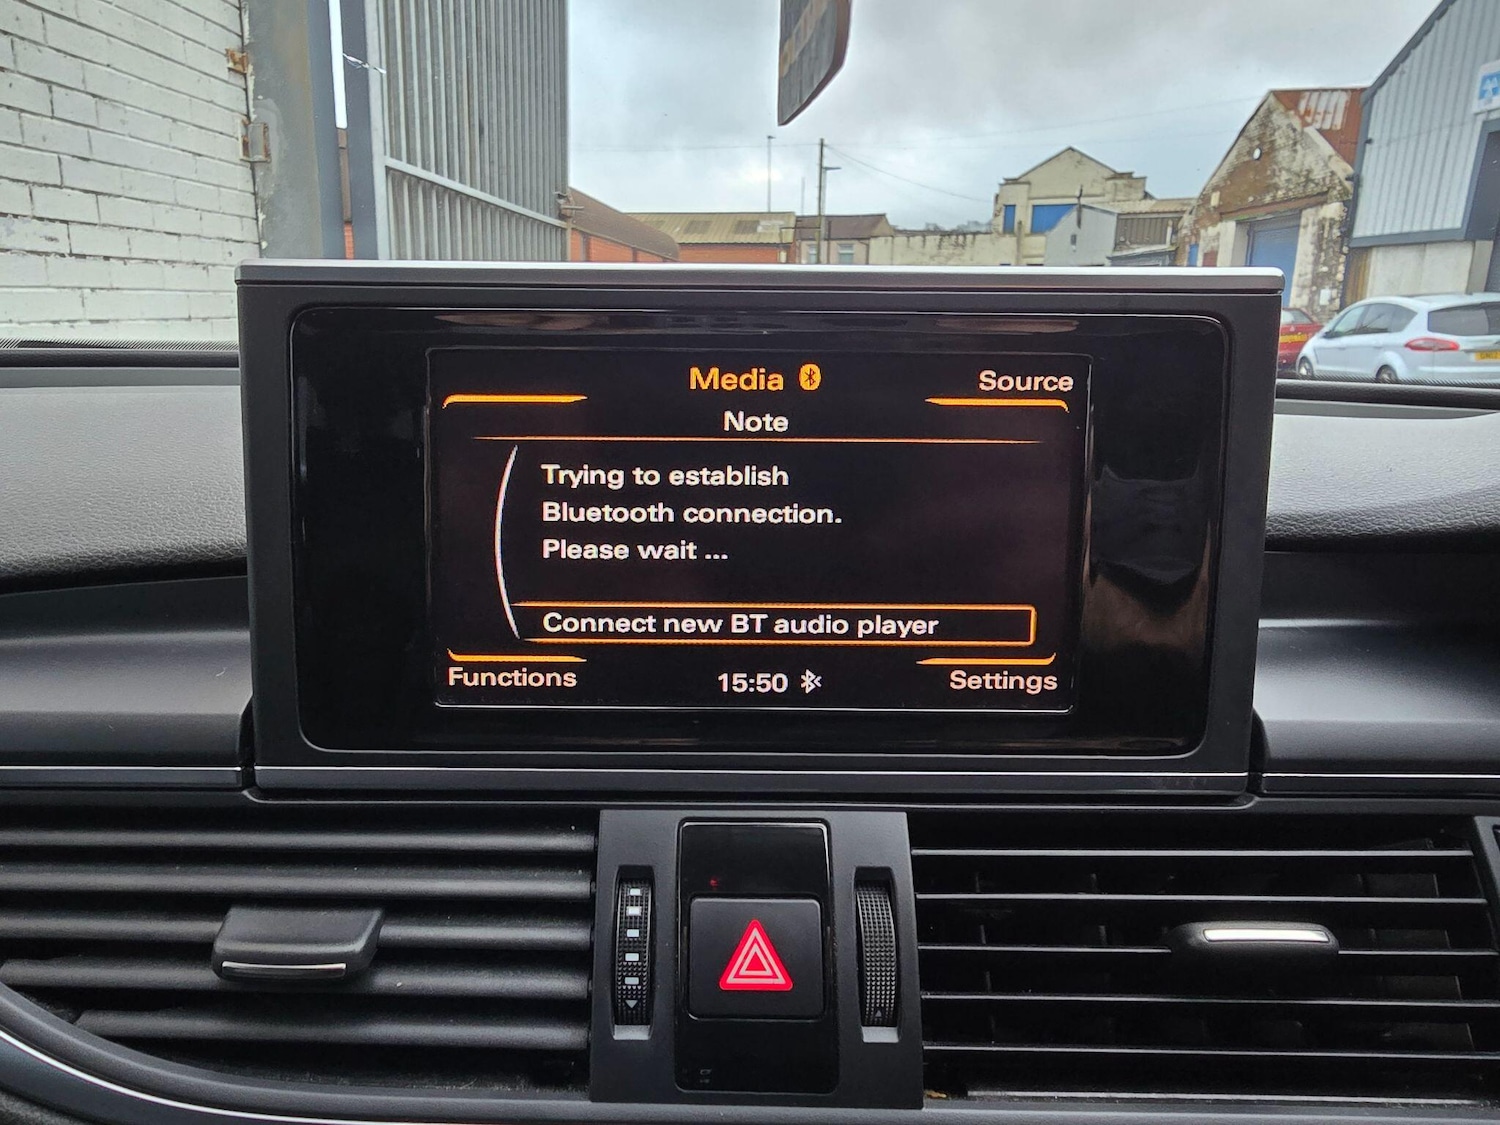 Media
Source
Note
Trying to establish
Bluetooth connection.
Please wait ...
Connect new BT audio player
Functions
15:50
Settings